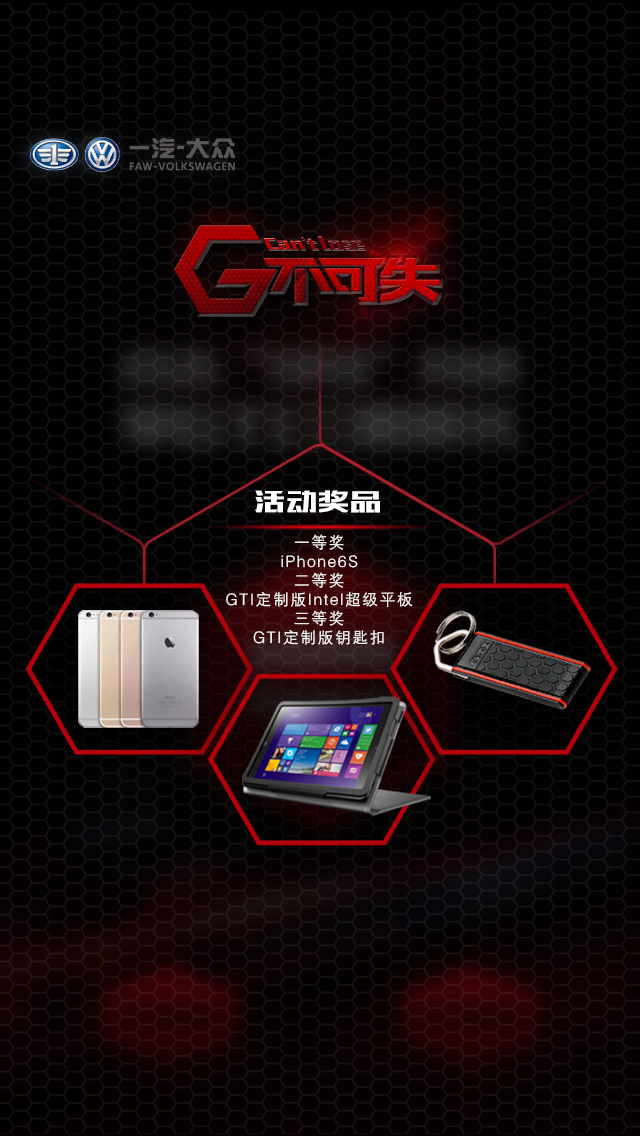 一汽-大众
FAW-VOLKSWAGEN
Can't lose
G不可失
活动奖品
一等奖
iPhone6S
二等奖
GTI定制版Intel超级平板
三等奖
GTI定制版钥匙扣